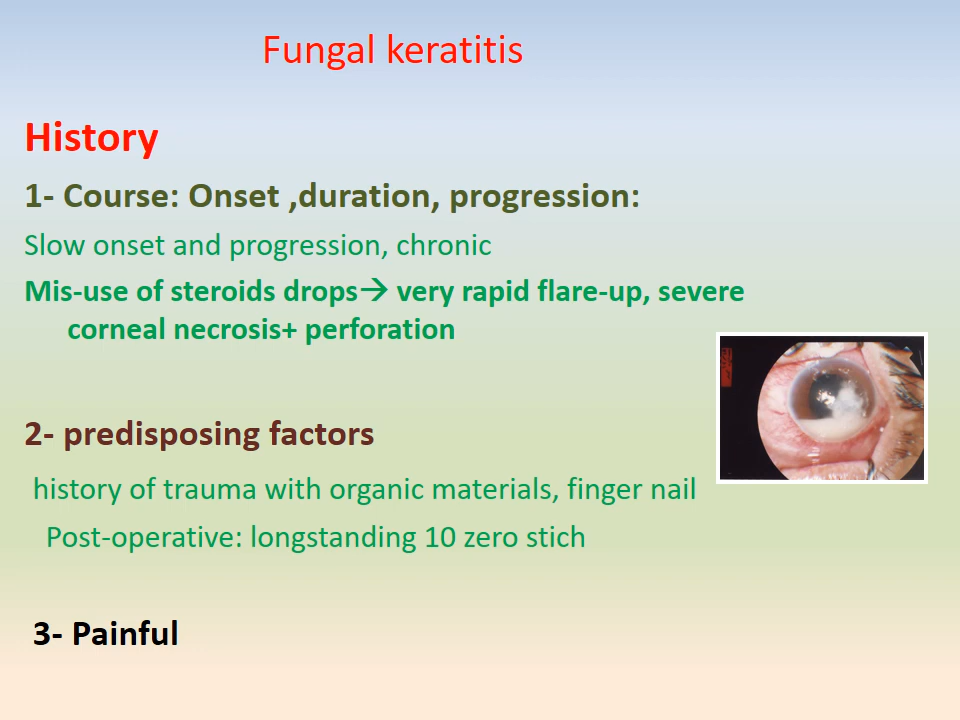 Fungal keratitis
History
1- Course: Onset ,duration, progression:
Slow onset and progression, chronic
Mis-use of steroids drops→ very rapid flare-up, severe
corneal necrosis+ perforation
2- predisposing factors
history of trauma with organic materials, finger nail
Post-operative: longstanding 10 zero stich
3- Painful